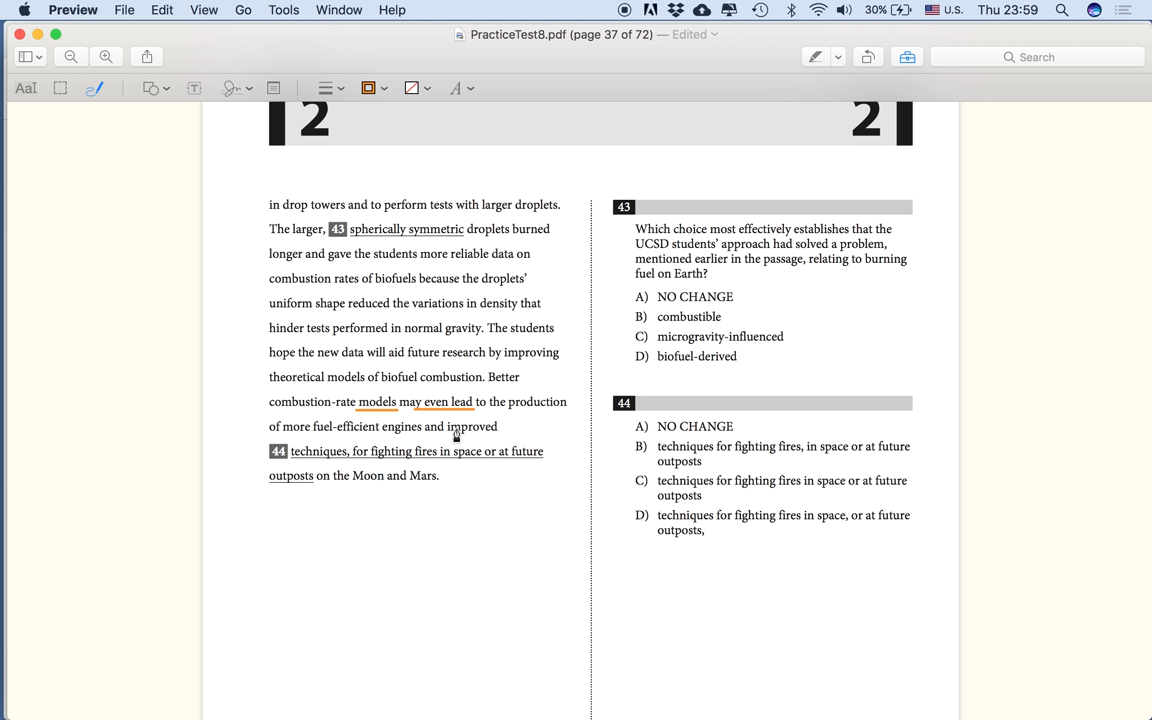 Preview File Edit View Go Tools Window Help 30% U.S. Thu 23:59
PracticeTest8.pdf (page 37 of 72) — Edited
Search
AaI T A
2 2
in drop towers and to perform tests with larger droplets.
The larger, 43 spherically symmetric droplets burned
longer and gave the students more reliable data on
combustion rates of biofuels because the droplets’
uniform shape reduced the variations in density that
hinder tests performed in normal gravity. The students
hope the new data will aid future research by improving
theoretical models of biofuel combustion. Better
combustion-rate models may even lead to the production
of more fuel-efficient engines and improved
44 techniques, for fighting fires in space or at future
outposts on the Moon and Mars.
43
Which choice most effectively establishes that the
UCSD students’ approach had solved a problem,
mentioned earlier in the passage, relating to burning
fuel on Earth?
A) NO CHANGE
B) combustible
C) microgravity-influenced
D) biofuel-derived
44
A) NO CHANGE
B) techniques for fighting fires, in space or at future
outposts
C) techniques for fighting fires in space or at future
outposts
D) techniques for fighting fires in space, or at future
outposts,